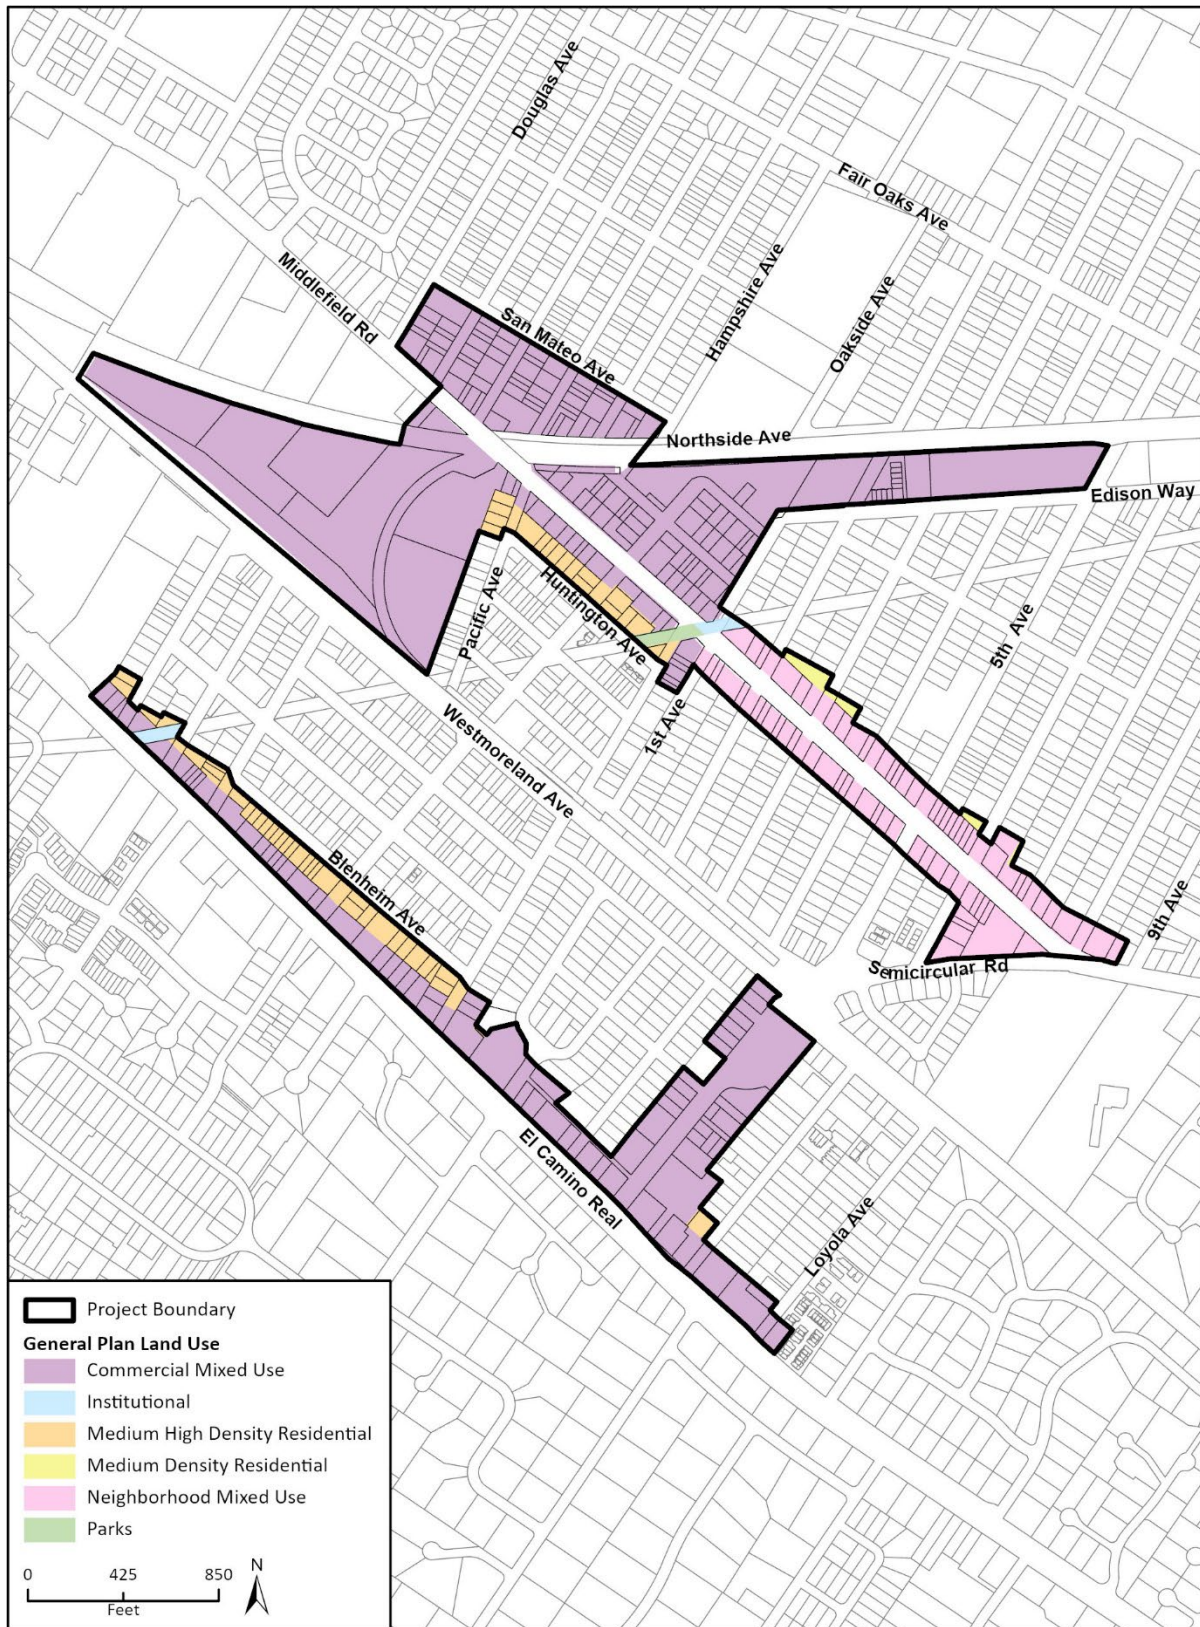 Douglas Ave
Fair Oaks Ave
Middlefield Rd
San Mateo Ave
Hampshire Ave
Oakside Ave
Northside Ave
Edison Way
Pacific Ave
Huntington Ave
5th Ave
1st Ave
Westmoreland Ave
Blenheim Ave
9th Ave
Semicircular Rd
El Camino Real
Loyola Ave
Project Boundary
General Plan Land Use
Commercial Mixed Use
Institutional
Medium High Density Residential
Medium Density Residential
Neighborhood Mixed Use
Parks
0 425 850
Feet
N